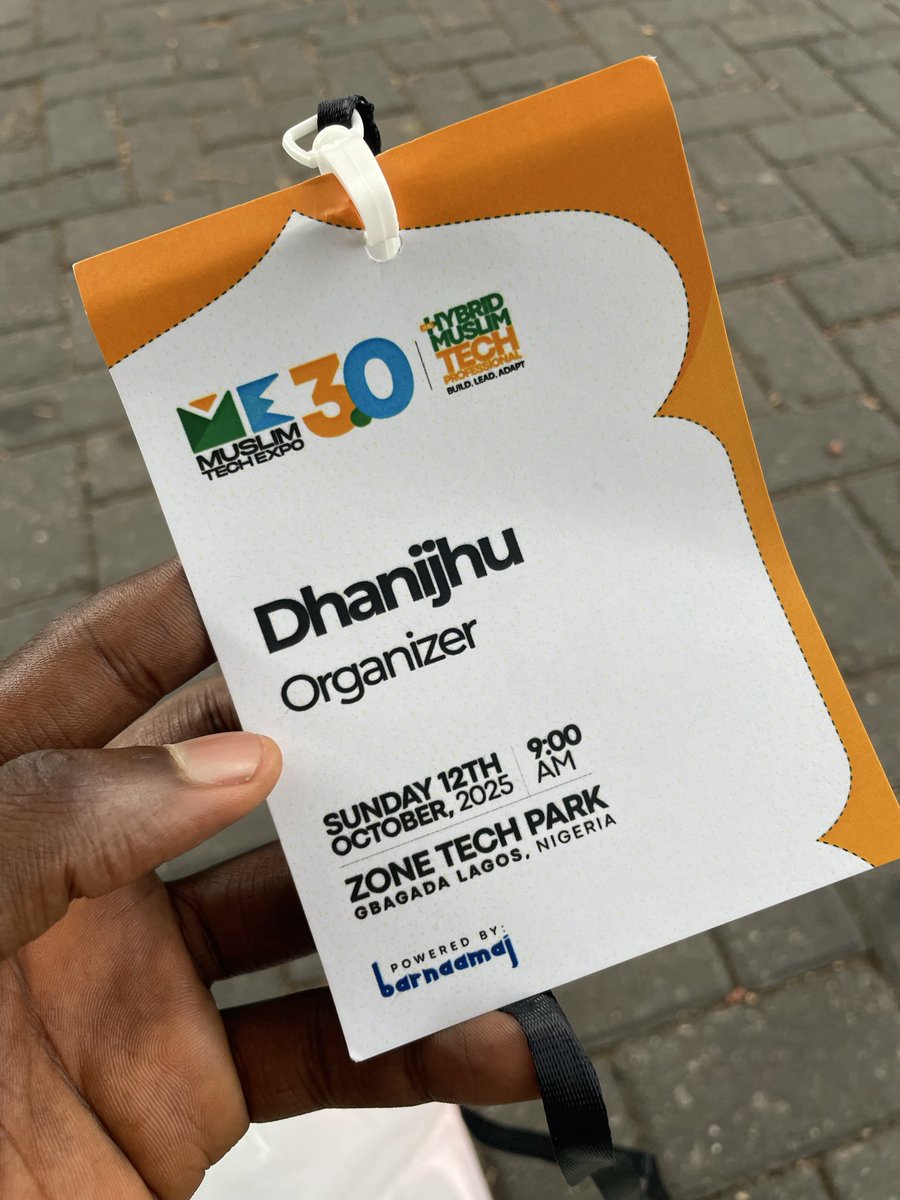 ME 3.0
MUSLIM
TECH EXPO
HYBRID
MUSLIM
TECH
PROFESSIONAL
BUILD. LEAD. ADAPT
Dhanijhu
Organizer
SUNDAY 12TH
OCTOBER, 2025
9:00
AM
ZONE TECH PARK
GBAGADA LAGOS, NIGERIA
POWERED BY:
barnaamaj